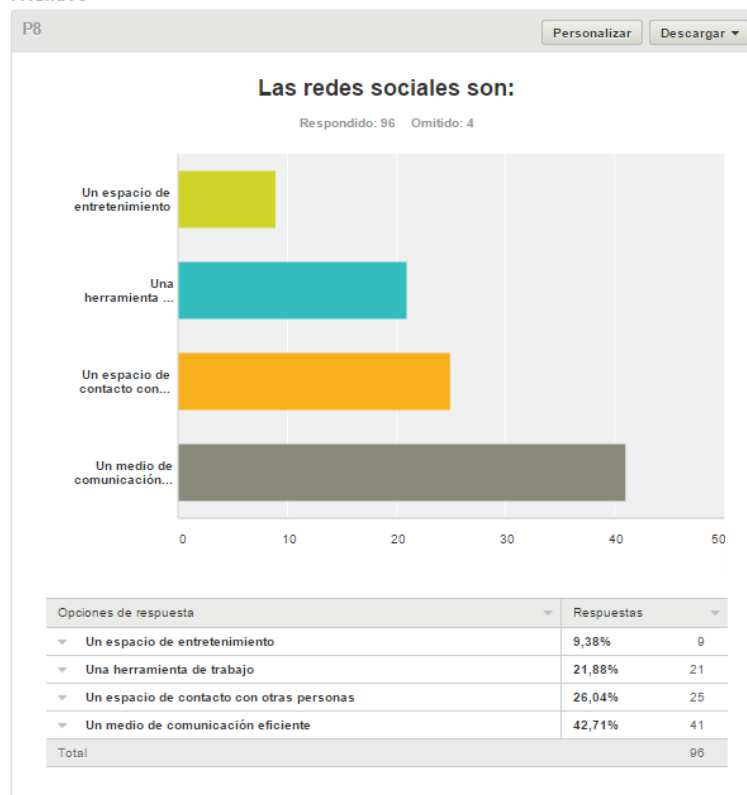 P8
Personalizar
Descargar
Las redes sociales son:
Respondido: 96 Omitido: 4
Un espacio de
entretenimiento
Una
herramienta ...
Un espacio de
contacto con...
Un medio de
comunicación...
0 10 20 30 40 50
Opciones de respuesta Respuestas
Un espacio de entretenimiento 9,38% 9
Una herramienta de trabajo 21,88% 21
Un espacio de contacto con otras personas 26,04% 25
Un medio de comunicación eficiente 42,71% 41
Total 96